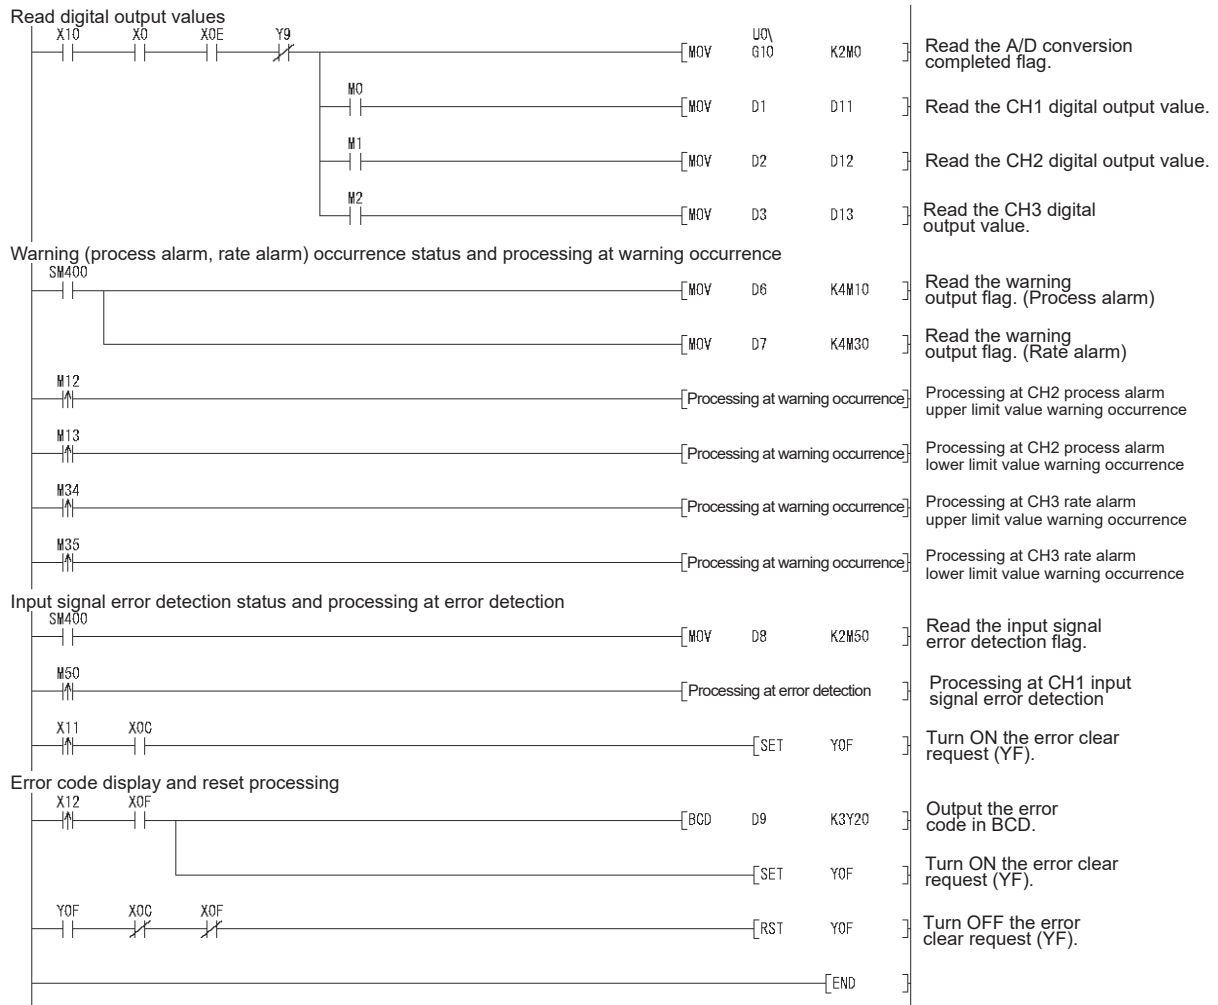 Read digital output values
X10 X0 X0E Y9 U0\
MOV G10 K2M0 Read the A/D conversion
completed flag.
M0
MOV D1 D11 Read the CH1 digital output value.
M1
MOV D2 D12 Read the CH2 digital output value.
M2
MOV D3 D13 Read the CH3 digital
output value.
Warning (process alarm, rate alarm) occurrence status and processing at warning occurrence
SM400
MOV D6 K4M10 Read the warning
output flag. (Process alarm)
MOV D7 K4M30 Read the warning
output flag. (Rate alarm)
M12
Processing at warning occurrence Processing at CH2 process alarm
upper limit value warning occurrence
M13
Processing at warning occurrence Processing at CH2 process alarm
lower limit value warning occurrence
M34
Processing at warning occurrence Processing at CH3 rate alarm
upper limit value warning occurrence
M35
Processing at warning occurrence Processing at CH3 rate alarm
lower limit value warning occurrence
Input signal error detection status and processing at error detection
SM400
MOV D8 K2M50 Read the input signal
error detection flag.
M50
Processing at error detection Processing at CH1 input
signal error detection
X11 X0C
SET Y0F Turn ON the error clear
request (YF).
Error code display and reset processing
X12 X0F
BCD D9 K3Y20 Output the error
code in BCD.
SET Y0F Turn ON the error clear
request (YF).
Y0F X0C X0F
RST Y0F Turn OFF the error
clear request (YF).
END